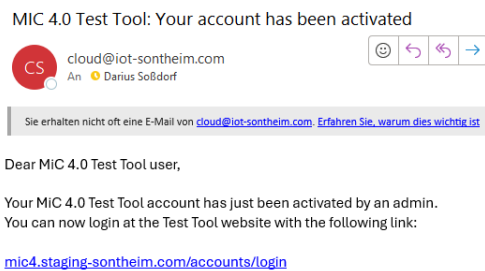 MIC 4.0 Test Tool: Your account has been activated
CS
cloud@iot-sontheim.com
An Darius Soßdorf
Sie erhalten nicht oft eine E-Mail von cloud@iot-sontheim.com. Erfahren Sie, warum dies wichtig ist
Dear MiC 4.0 Test Tool user,
Your MiC 4.0 Test Tool account has just been activated by an admin.
You can now login at the Test Tool website with the following link:
mic4.staging-sontheim.com/accounts/login